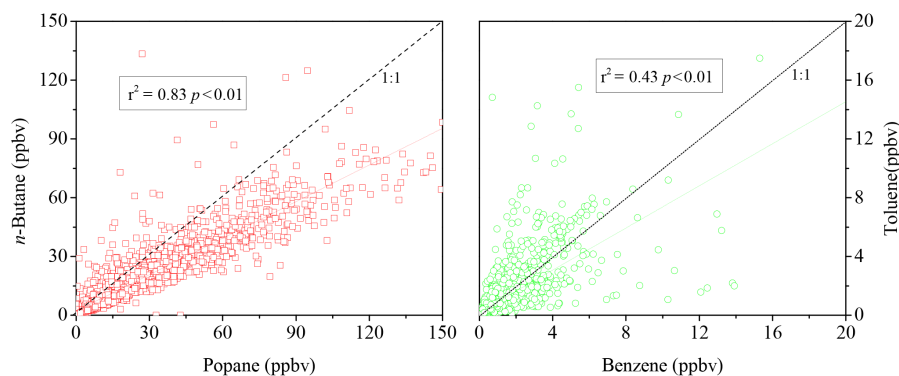 150
120
90
60
30
0
n-Butane (ppbv)
r² = 0.83 p<0.01
1:1
0 30 60 90 120 150
Popane (ppbv)
r² = 0.43 p<0.01
1:1
20
16
12
8
4
0
Toluene(ppbv)
0 4 8 12 16 20
Benzene (ppbv)